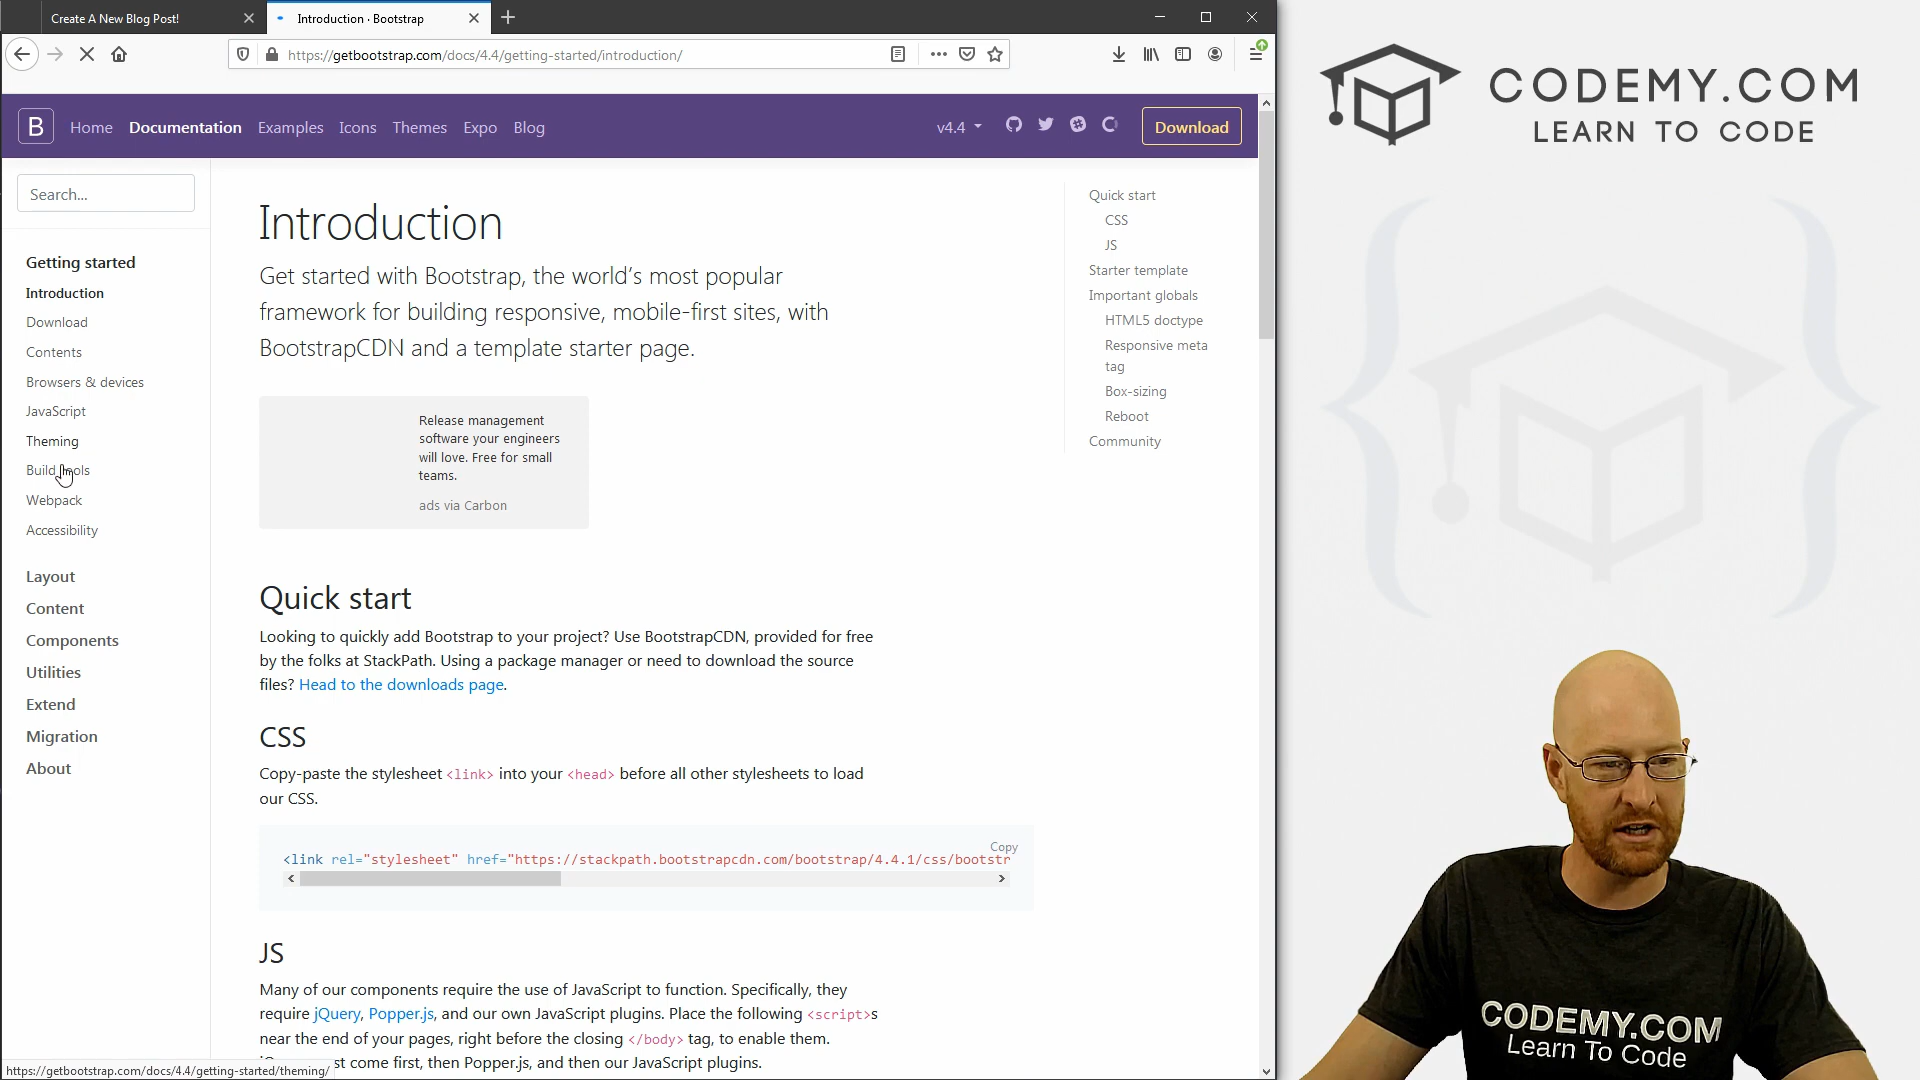 Create A New Blog Post!
Introduction · Bootstrap
https://getbootstrap.com/docs/4.4/getting-started/introduction/
B
Home
Documentation
Examples
Icons
Themes
Expo
Blog
v4.4
Download
Search...
Getting started
Introduction
Download
Contents
Browsers & devices
JavaScript
Theming
Webpack
Accessibility
Layout
Content
Components
Utilities
Extend
Migration
About
Introduction
Get started with Bootstrap, the world's most popular
framework for building responsive, mobile-first sites, with
BootstrapCDN and a template starter page.
Release management
software your engineers
will love. Free for small
teams.
ads via Carbon
Quick start
Looking to quickly add Bootstrap to your project? Use BootstrapCDN, provided for free
by the folks at StackPath. Using a package manager or need to download the source
files? Head to the downloads page.
CSS
Copy-paste the stylesheet <link> into your <head> before all other stylesheets to load
our CSS.
Copy
<link rel="stylesheet" href="https://stackpath.bootstrapcdn.com/bootstrap/4.4.1/css/bootstr
JS
Many of our components require the use of JavaScript to function. Specifically, they
require jQuery, Popper.js, and our own JavaScript plugins. Place the following <script>s
near the end of your pages, right before the closing </body> tag, to enable them.
st come first, then Popper.js, and then our JavaScript plugins.
https://getbootstrap.com/docs/4.4/getting-started/theming/
Quick start
CSS
JS
Starter template
Important globals
HTML5 doctype
Responsive meta
tag
Box-sizing
Reboot
Community
CODEMY.COM
LEARN TO CODE
CODEMY.COM
Learn To Code